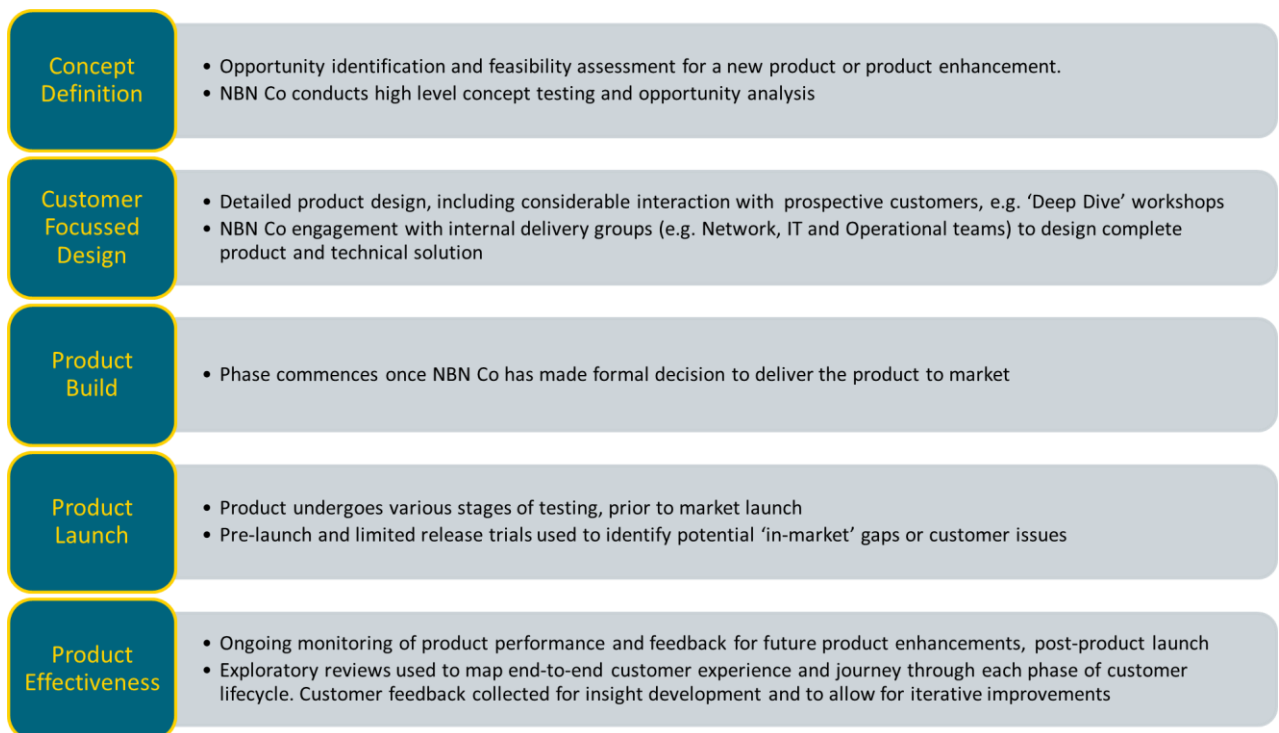 Concept
Definition
• Opportunity identification and feasibility assessment for a new product or product enhancement.
• NBN Co conducts high level concept testing and opportunity analysis
Customer
Focussed
Design
• Detailed product design, including considerable interaction with prospective customers, e.g. ‘Deep Dive’ workshops
• NBN Co engagement with internal delivery groups (e.g. Network, IT and Operational teams) to design complete
product and technical solution
Product
Build
• Phase commences once NBN Co has made formal decision to deliver the product to market
Product
Launch
• Product undergoes various stages of testing, prior to market launch
• Pre-launch and limited release trials used to identify potential ‘in-market’ gaps or customer issues
Product
Effectiveness
• Ongoing monitoring of product performance and feedback for future product enhancements, post-product launch
• Exploratory reviews used to map end-to-end customer experience and journey through each phase of customer
lifecycle. Customer feedback collected for insight development and to allow for iterative improvements